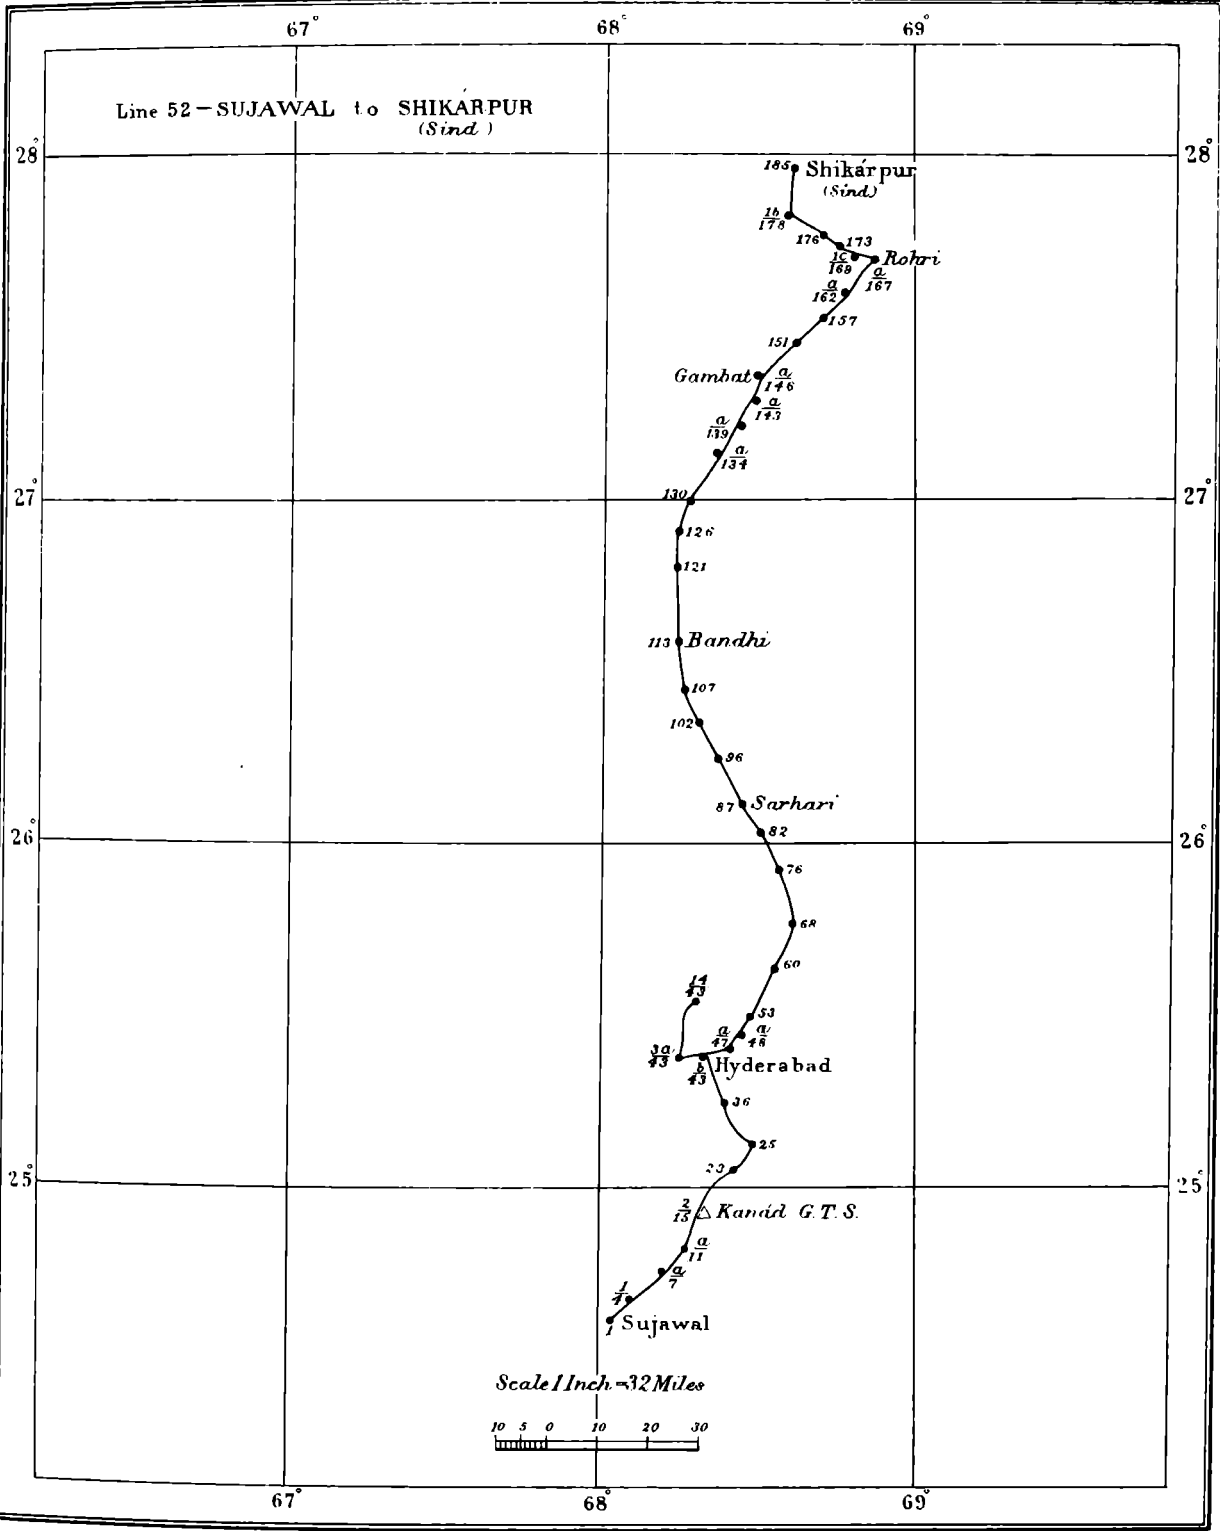 67° 68° 69°
Line 52 – SUJAWAL to SHIKÁRPUR
(Sind)
28° 28°
185 Shikárpur
(Sind)
1b/178
176 173
1c/169 Rohri
a/167
a/162
157
151
Gambat a/146
a/143
a/139
a/134
27° 130 27°
126
121
113 Bandhi
107
102
96
87 Sarhari
82
26° 26°
76
68
60
14/43
53
a/47 a/48
3a/43 b/43 Hyderabad
36
25
23
25° 25°
2/15 Kanád G.T.S.
a/11
a/7
1/4
1 Sujawal
Scale 1 Inch = 32 Miles
10 5 0 10 20 30
67° 68° 69°